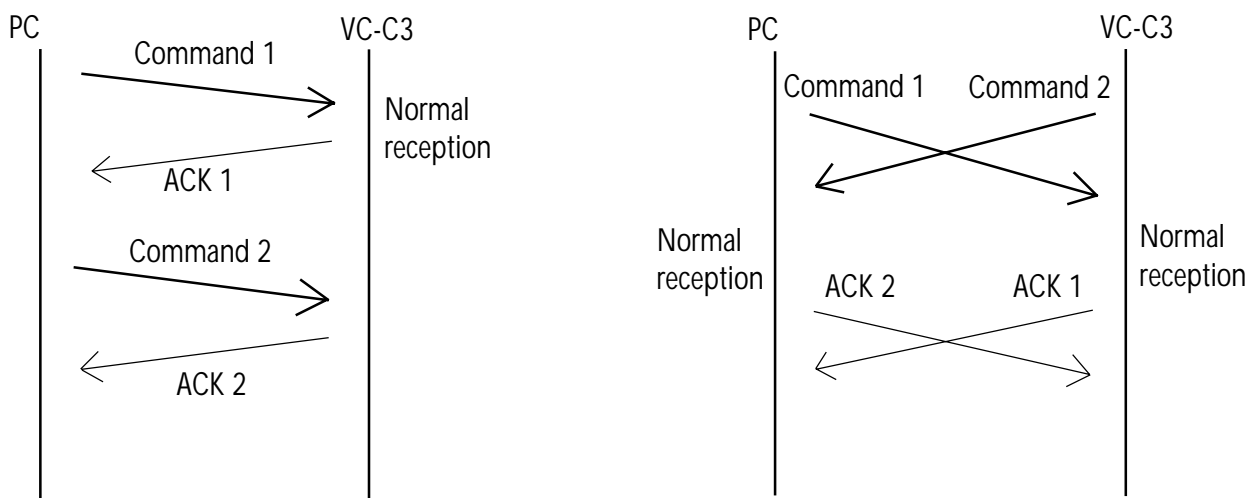 PC
VC-C3
Command 1
Normal
reception
ACK 1
Command 2
ACK 2
PC
VC-C3
Command 1
Command 2
Normal
reception
Normal
reception
ACK 2
ACK 1